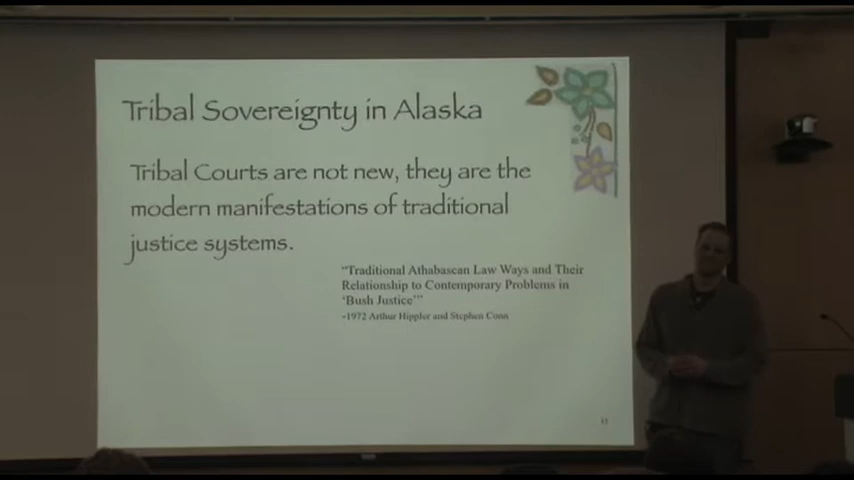 Tribal Sovereignty in Alaska
Tribal Courts are not new, they are the
modern manifestations of traditional
justice systems.
"Traditional Athabascan Law Ways and Their
Relationship to Contemporary Problems in
'Bush Justice'"
-1972 Arthur Hippler and Stephen Conn